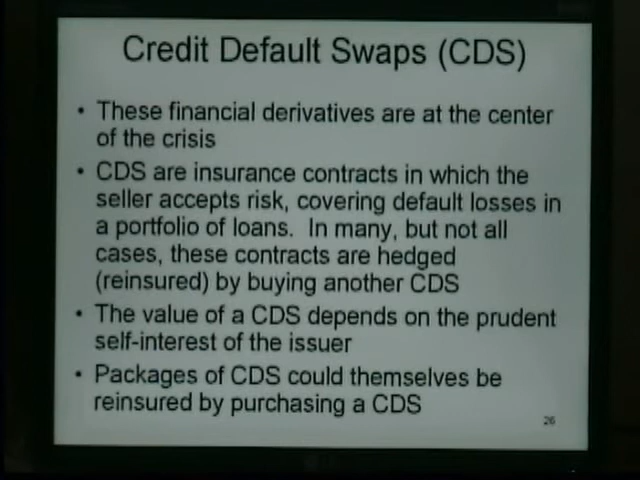 Credit Default Swaps (CDS)
• These financial derivatives are at the center
of the crisis
• CDS are insurance contracts in which the
seller accepts risk, covering default losses in
a portfolio of loans.  In many, but not all
cases, these contracts are hedged
(reinsured) by buying another CDS
• The value of a CDS depends on the prudent
self-interest of the issuer
• Packages of CDS could themselves be
reinsured by purchasing a CDS
26